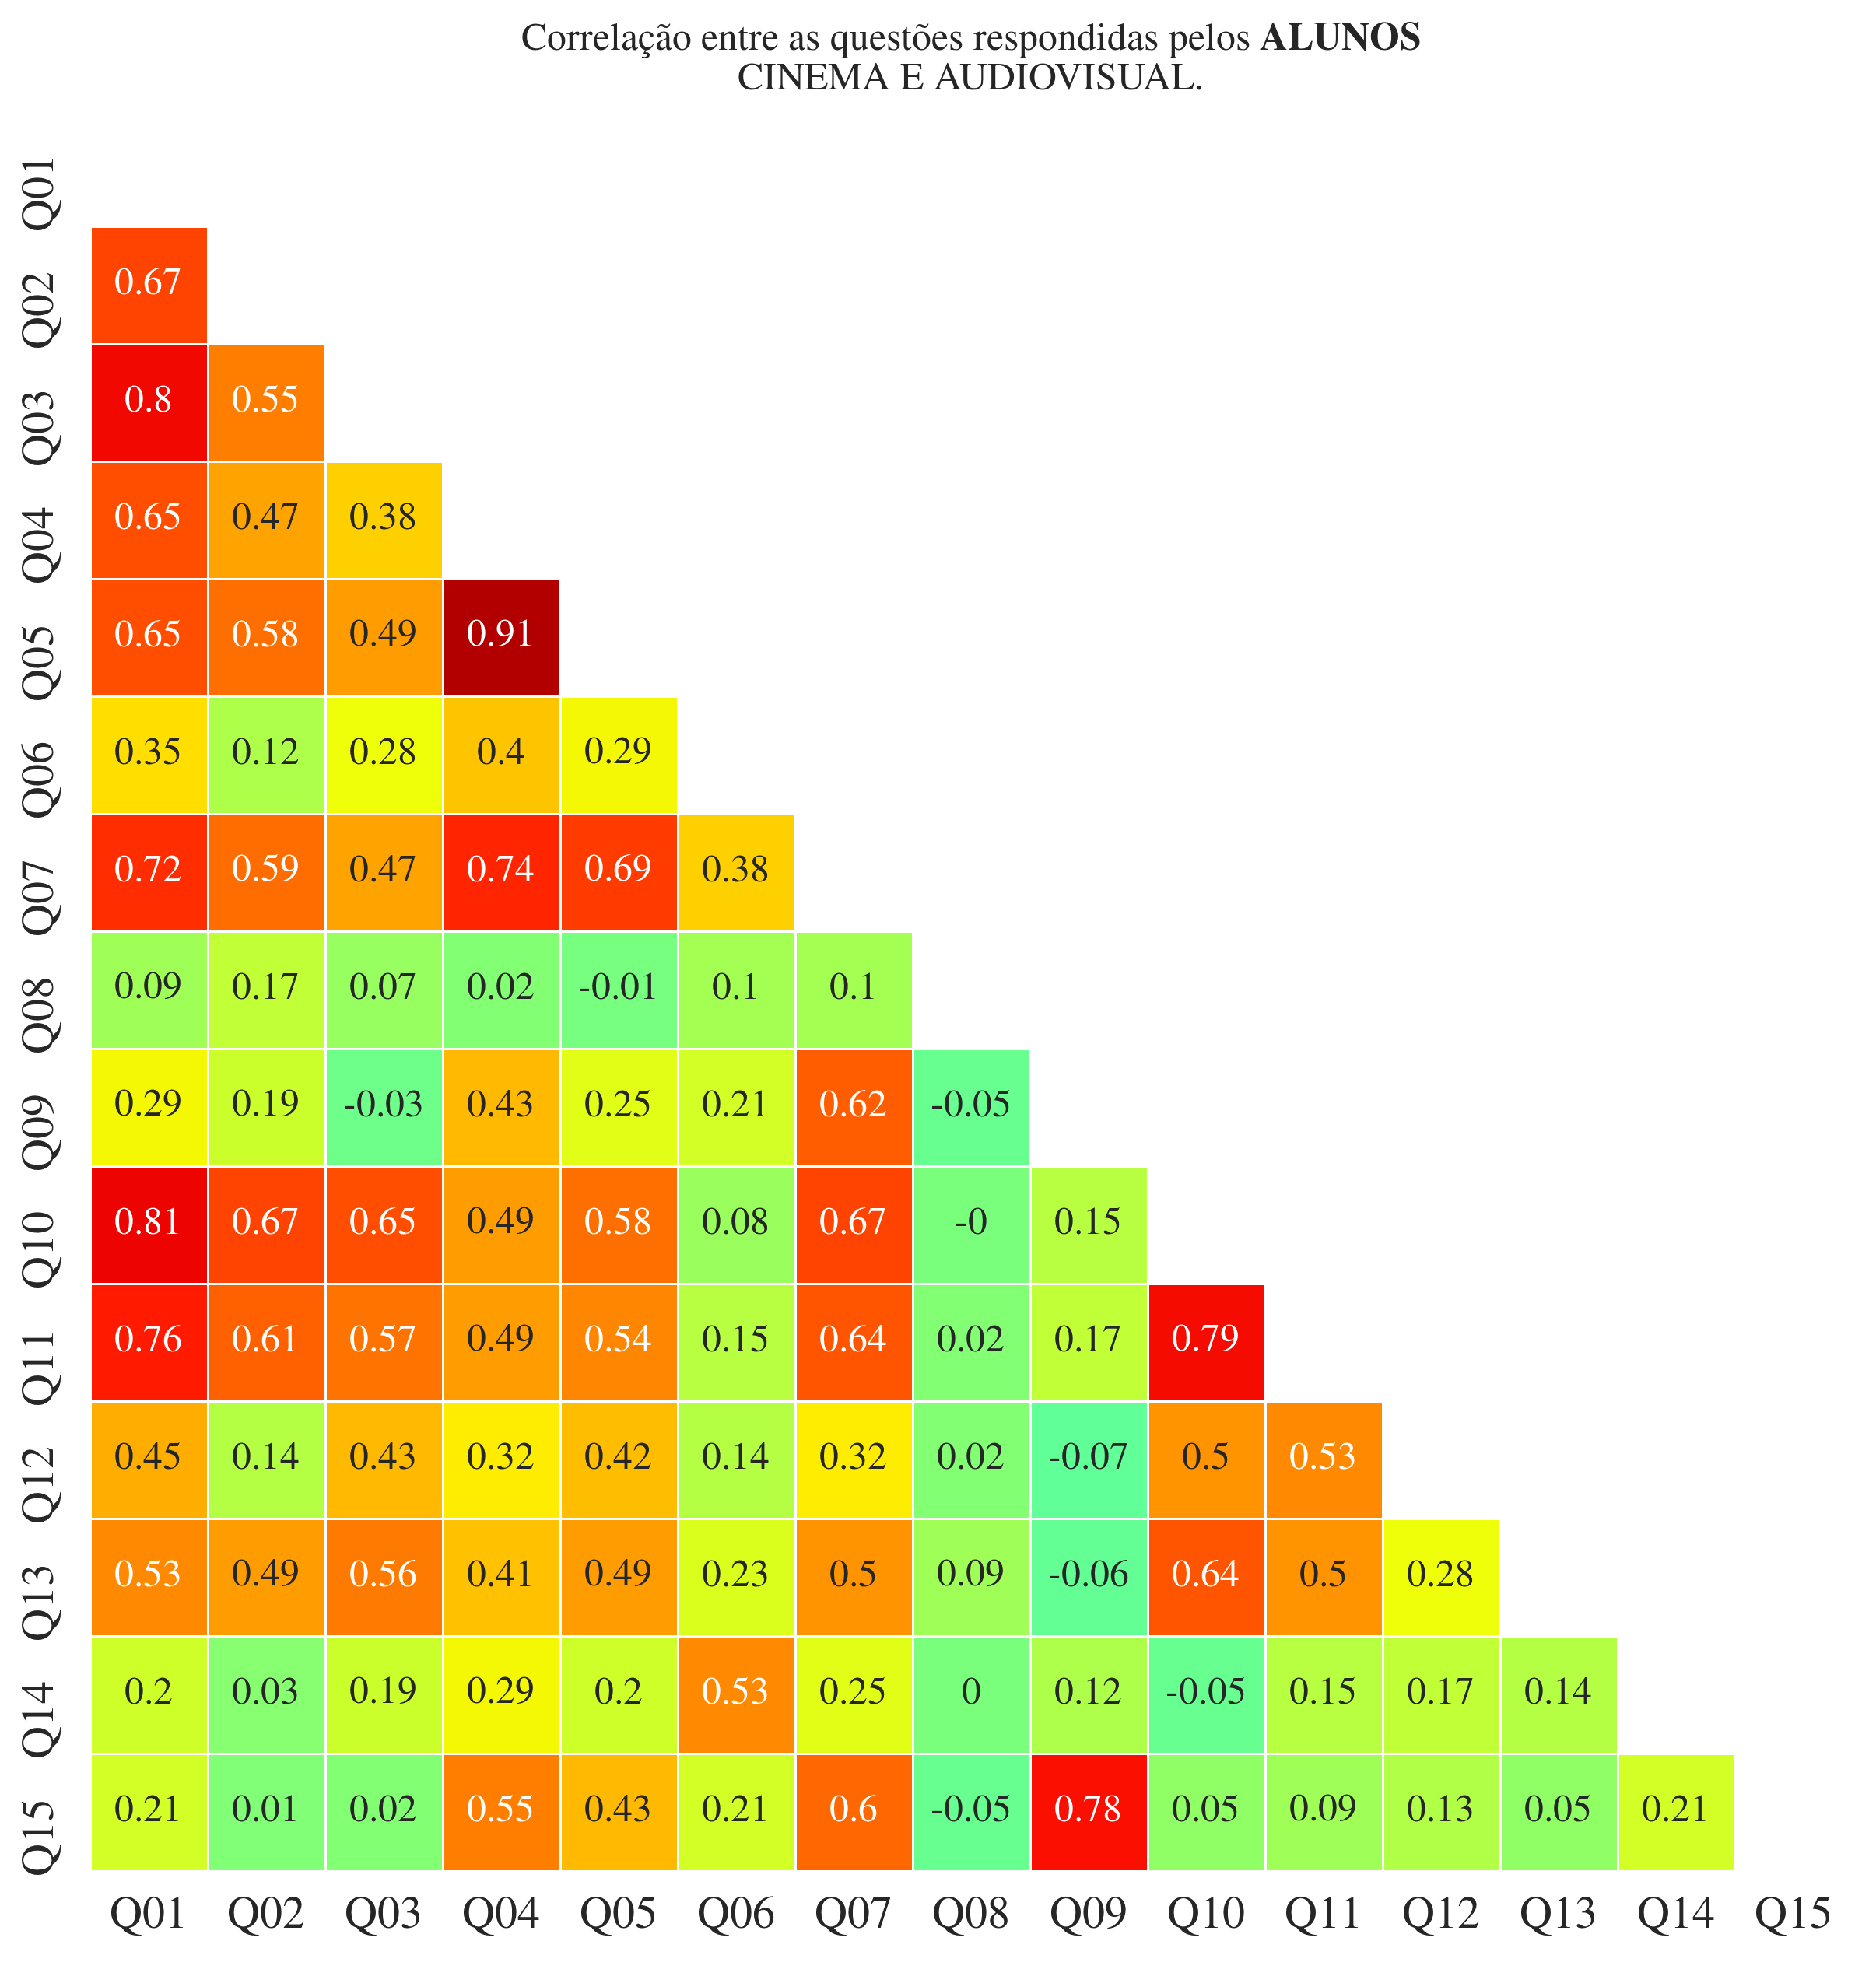 Correlação entre as questões respondidas pelos ALUNOS
CINEMA E AUDIOVISUAL.
Q01
Q02 0.67
Q03 0.8 0.55
Q04 0.65 0.47 0.38
Q05 0.65 0.58 0.49 0.91
Q06 0.35 0.12 0.28 0.4 0.29
Q07 0.72 0.59 0.47 0.74 0.69 0.38
Q08 0.09 0.17 0.07 0.02 -0.01 0.1 0.1
Q09 0.29 0.19 -0.03 0.43 0.25 0.21 0.62 -0.05
Q10 0.81 0.67 0.65 0.49 0.58 0.08 0.67 -0 0.15
Q11 0.76 0.61 0.57 0.49 0.54 0.15 0.64 0.02 0.17 0.79
Q12 0.45 0.14 0.43 0.32 0.42 0.14 0.32 0.02 -0.07 0.5 0.53
Q13 0.53 0.49 0.56 0.41 0.49 0.23 0.5 0.09 -0.06 0.64 0.5 0.28
Q14 0.2 0.03 0.19 0.29 0.2 0.53 0.25 0 0.12 -0.05 0.15 0.17 0.14
Q15 0.21 0.01 0.02 0.55 0.43 0.21 0.6 -0.05 0.78 0.05 0.09 0.13 0.05 0.21
Q01 Q02 Q03 Q04 Q05 Q06 Q07 Q08 Q09 Q10 Q11 Q12 Q13 Q14 Q15